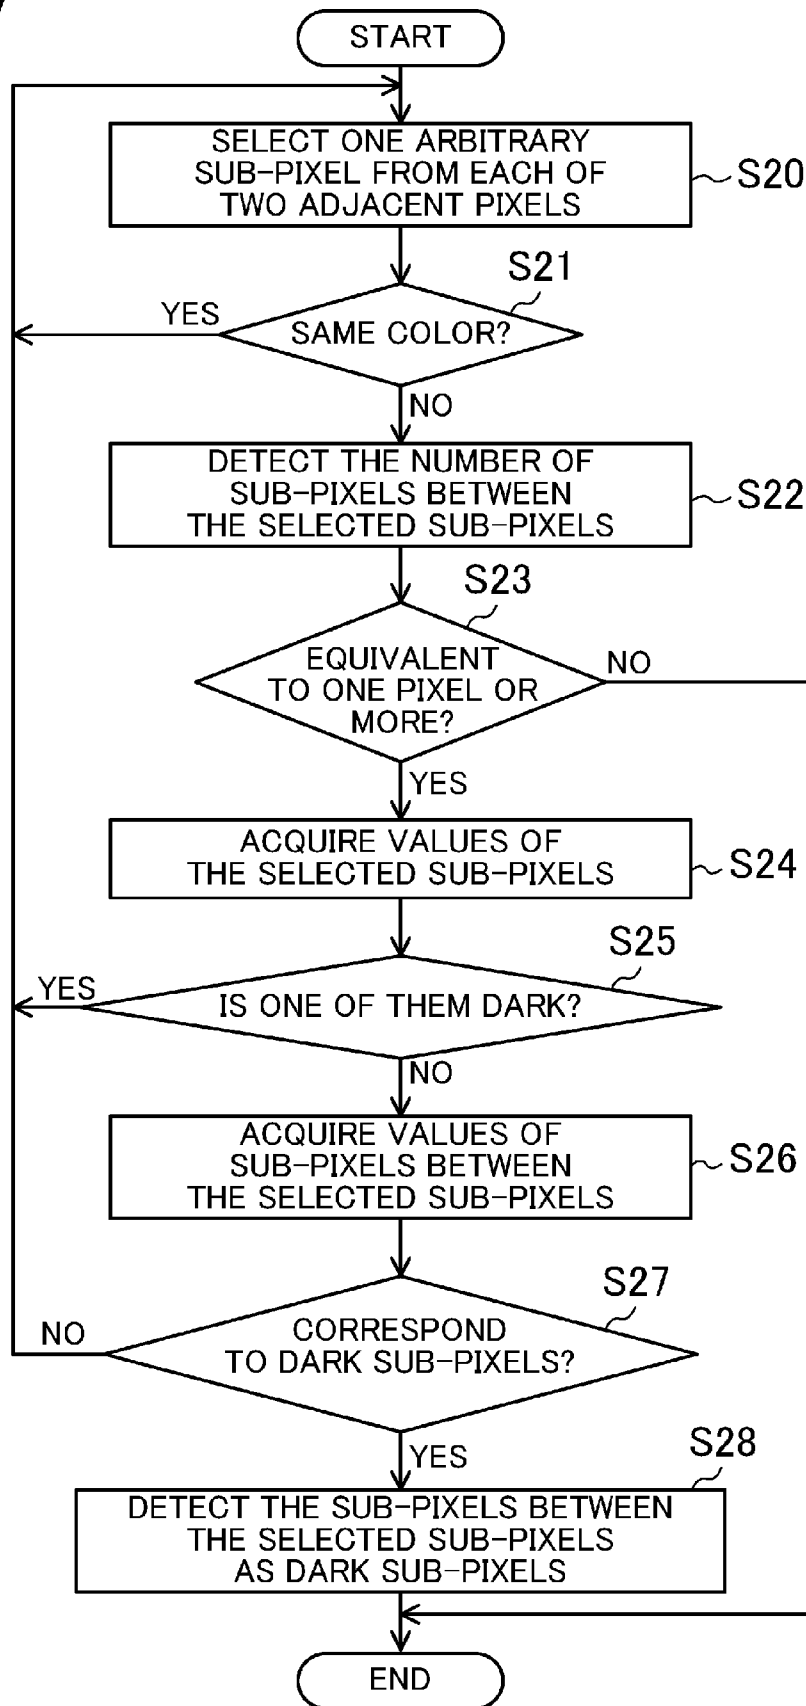 START
SELECT ONE ARBITRARY
SUB-PIXEL FROM EACH OF
TWO ADJACENT PIXELS
S20
S21
YES
SAME COLOR?
NO
DETECT THE NUMBER OF
SUB-PIXELS BETWEEN
THE SELECTED SUB-PIXELS
S22
S23
EQUIVALENT
TO ONE PIXEL OR
MORE?
NO
YES
ACQUIRE VALUES OF
THE SELECTED SUB-PIXELS
S24
S25
YES
IS ONE OF THEM DARK?
NO
ACQUIRE VALUES OF
SUB-PIXELS BETWEEN
THE SELECTED SUB-PIXELS
S26
S27
NO
CORRESPOND
TO DARK SUB-PIXELS?
YES
S28
DETECT THE SUB-PIXELS BETWEEN
THE SELECTED SUB-PIXELS
AS DARK SUB-PIXELS
END